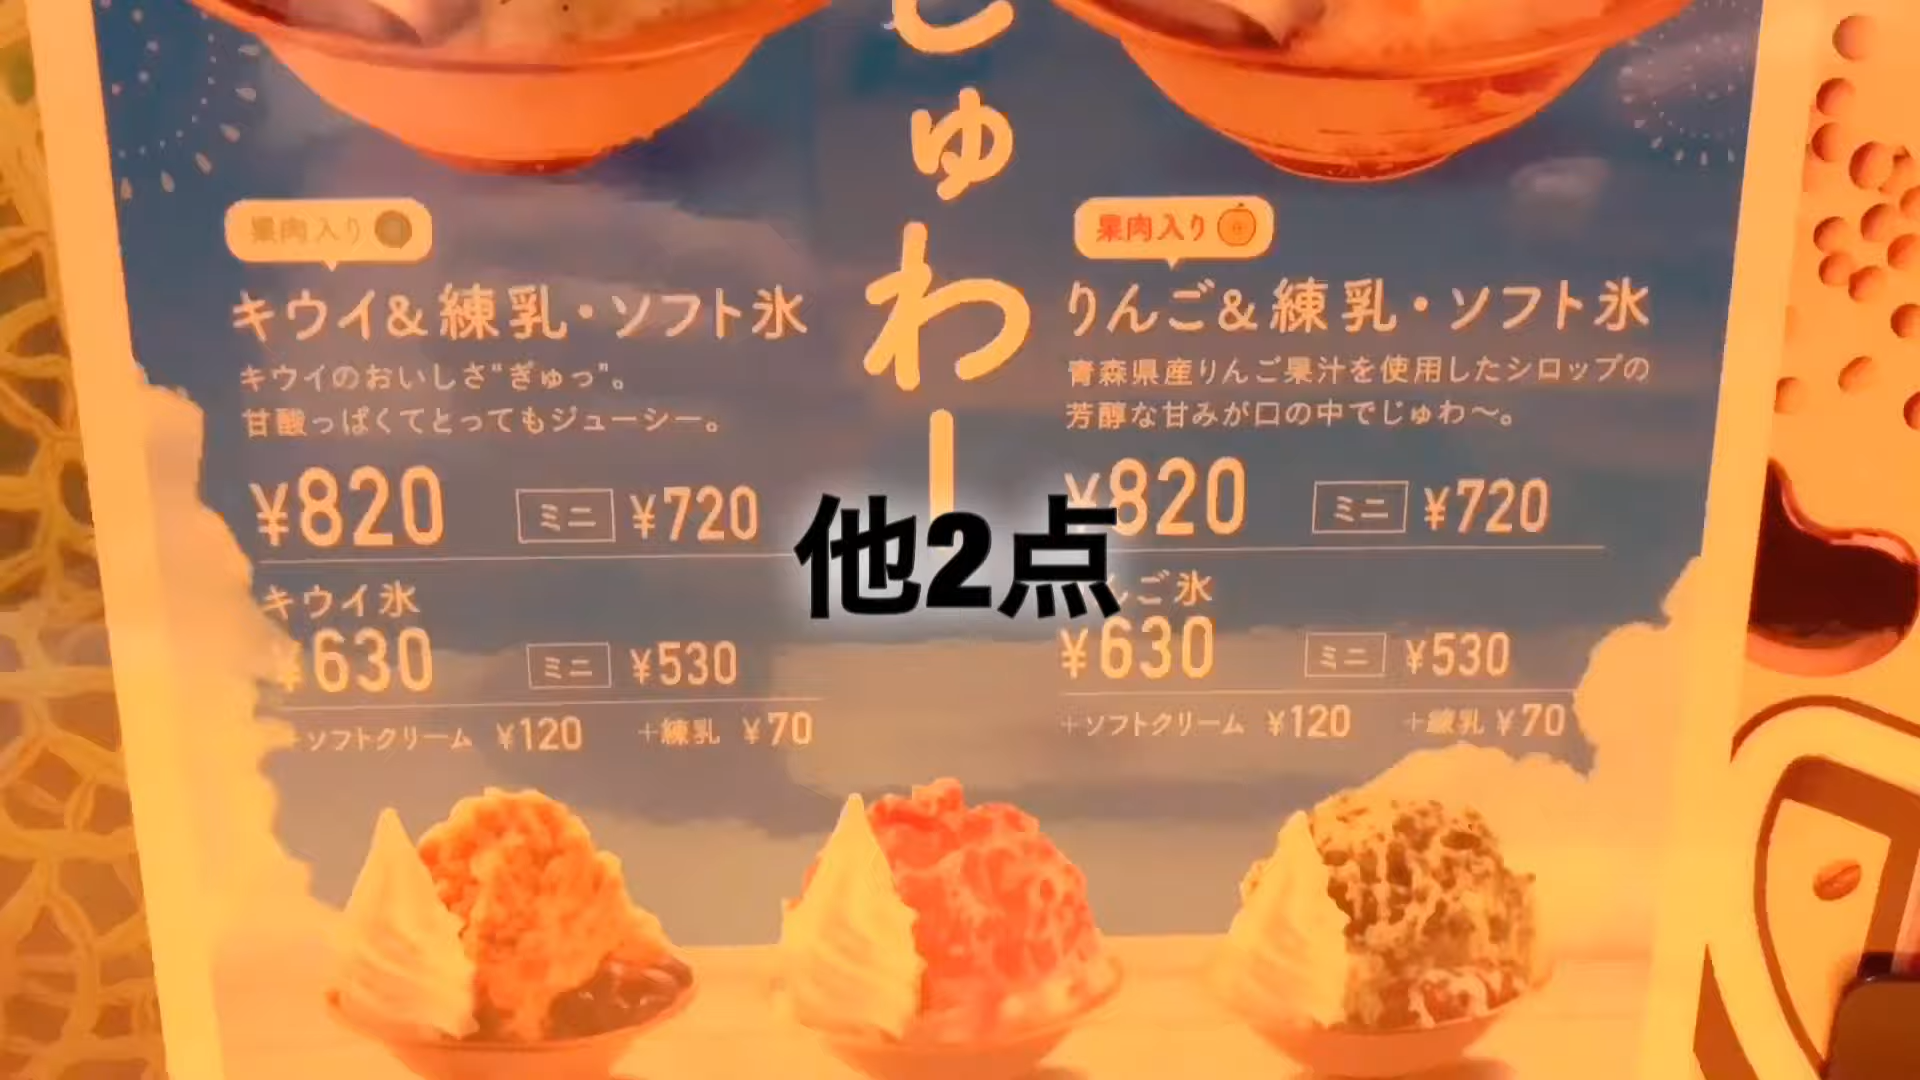 じゅわー
果肉入り
キウイ&練乳・ソフト氷
キウイのおいしさ“ぎゅっ”。
甘酸っぱくてとってもジューシー。
¥820 ミニ ¥720
キウイ氷
¥630 ミニ ¥530
+ソフトクリーム ¥120 +練乳 ¥70
果肉入り
りんご&練乳・ソフト氷
青森県産りんご果汁を使用したシロップの
芳醇な甘みが口の中でじゅわ〜。
¥820 ミニ ¥720
んご氷
¥630 ミニ ¥530
+ソフトクリーム ¥120 +練乳 ¥70
他2点